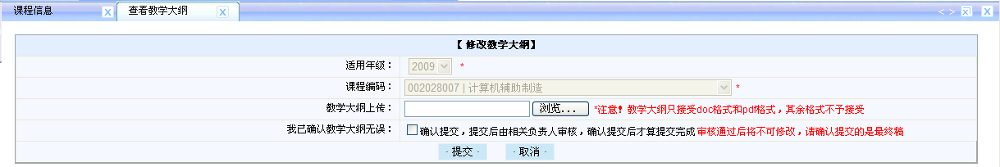 课程信息 查看教学大纲
【 修改教学大纲】
适用年级： 2009 *
课程编码： 002028007 | 计算机辅助制造 *
教学大纲上传： 浏览... *注意！教学大纲只接受doc格式和pdf格式，其余格式不予接受
我已确认教学大纲无误： 确认提交，提交后由相关负责人审核，确认提交后才算提交完成 审核通过后将不可修改，请确认提交的是最终稿
· 提交 · · 取消 ·